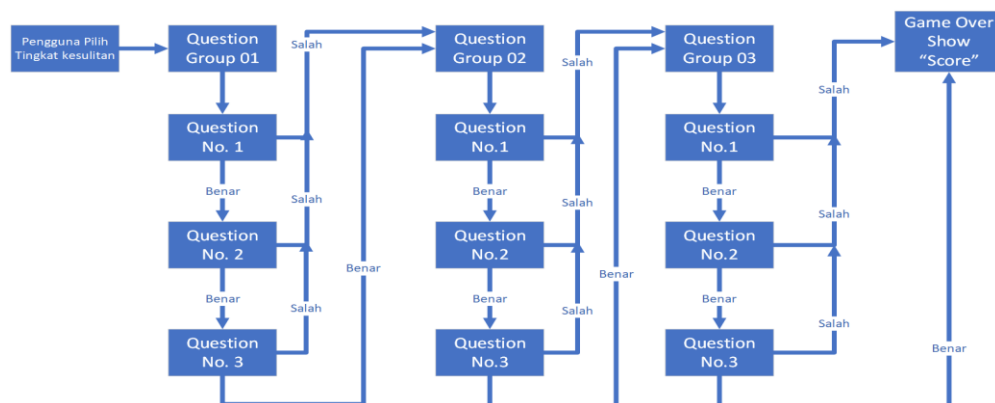 Pengguna Pilih
Tingkat kesulitan
Question
Group 01
Salah
Question
No. 1
Benar
Salah
Question
No. 2
Benar
Salah
Question
No. 3
Benar
Question
Group 02
Salah
Question
No.1
Benar
Salah
Question
No.2
Benar
Salah
Question
No.3
Benar
Question
Group 03
Salah
Question
No.1
Benar
Salah
Question
No.2
Benar
Salah
Question
No.3
Game Over
Show
“Score”
Benar